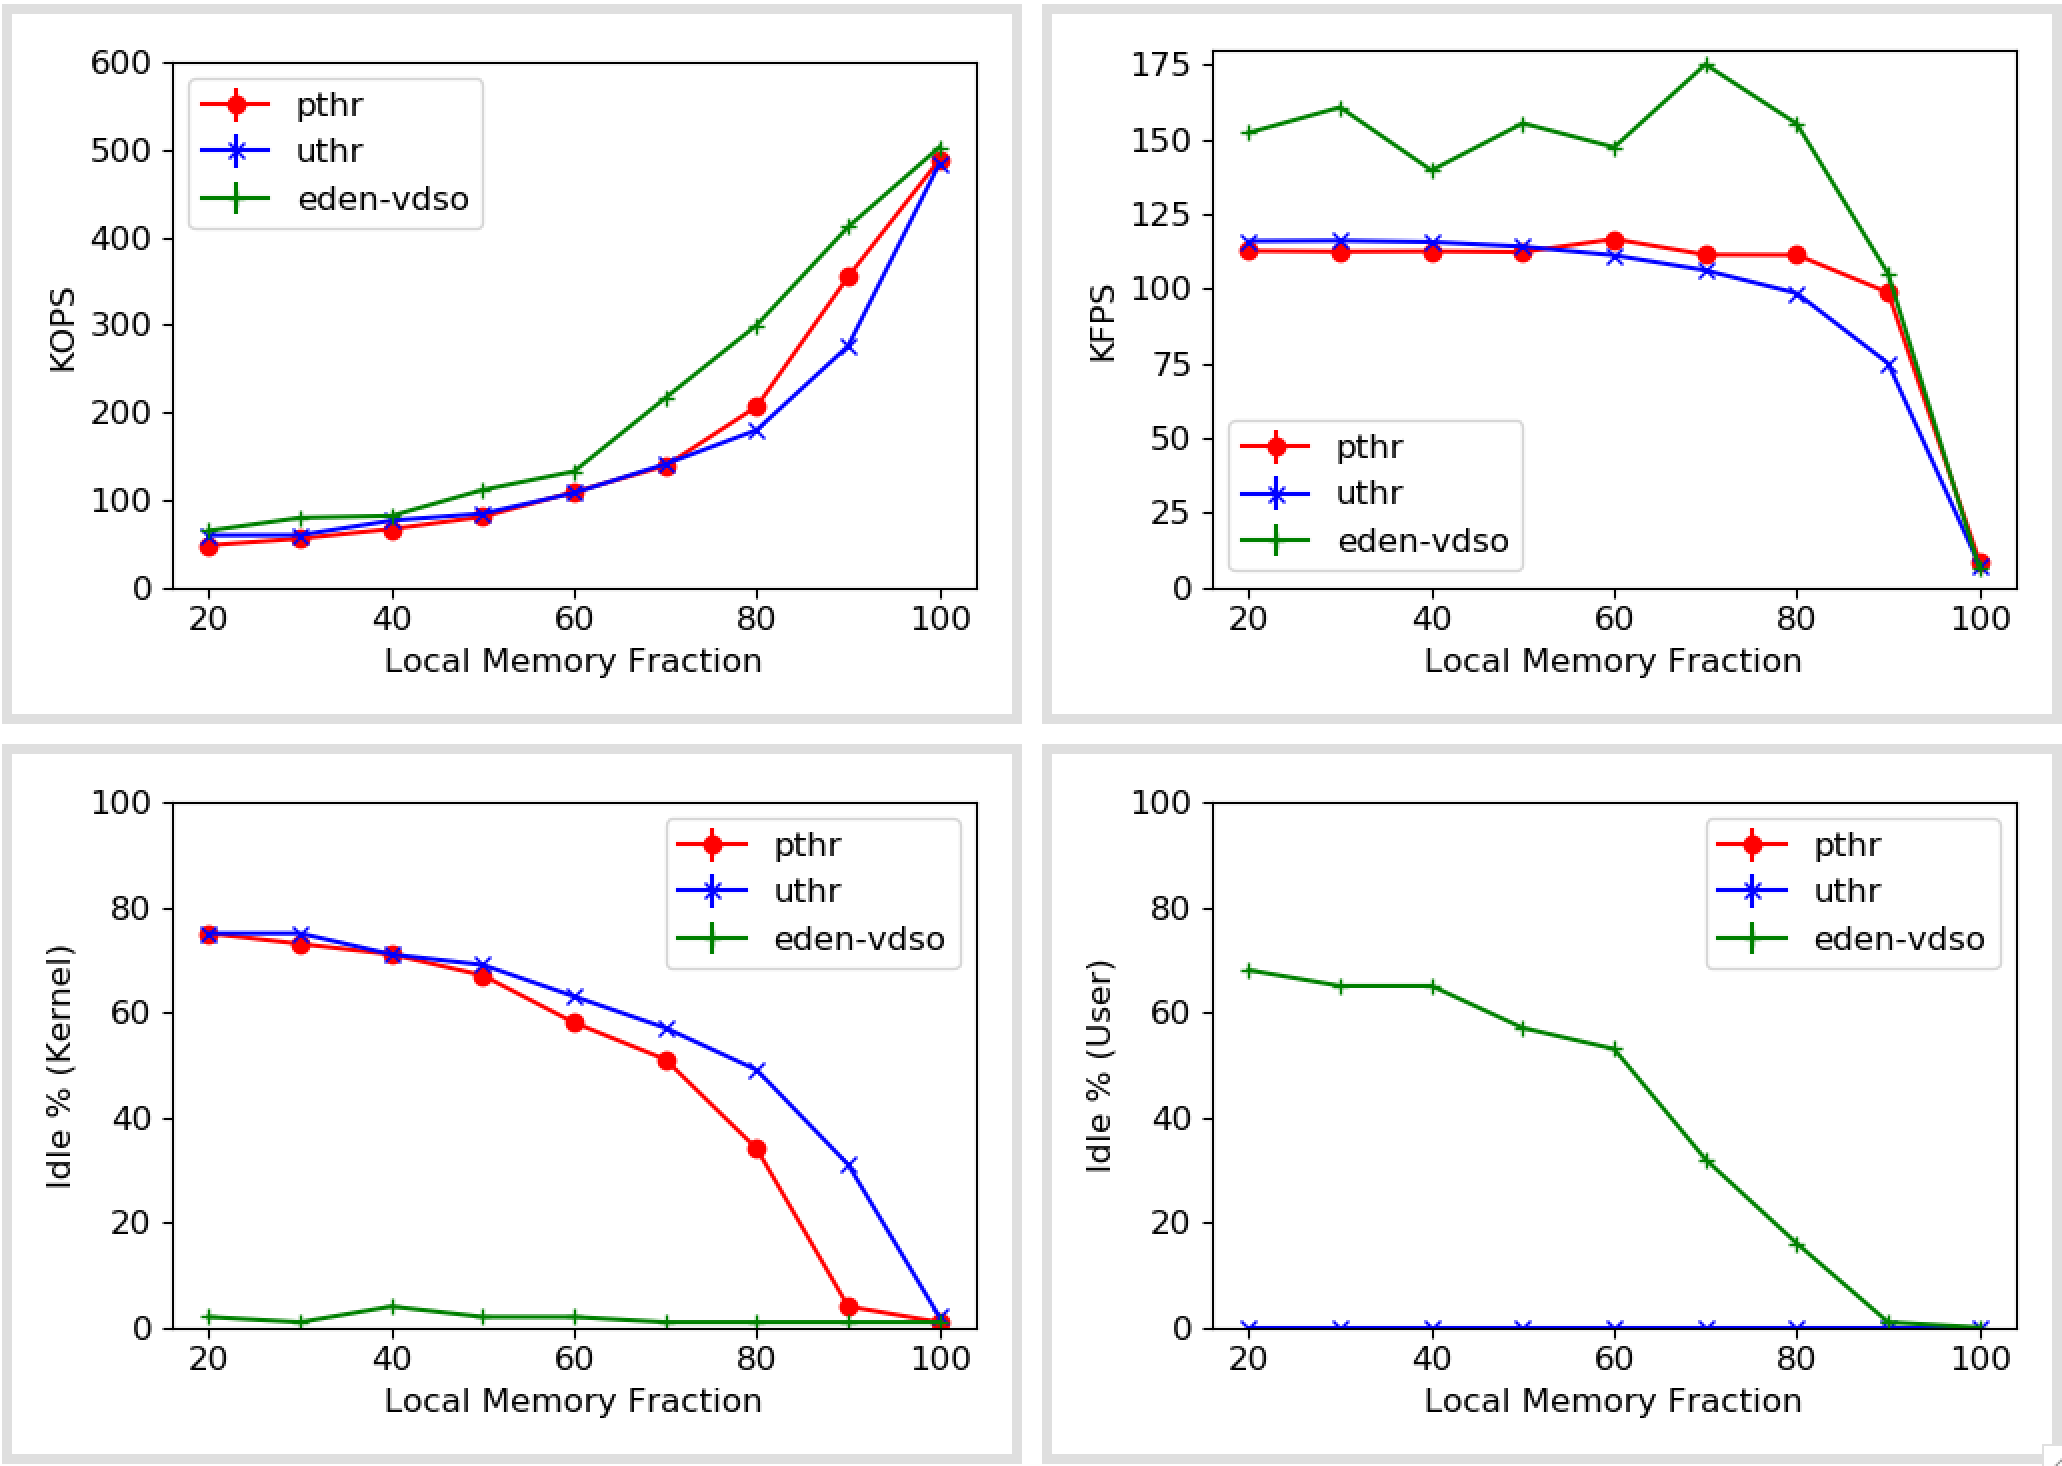 600
500
400
300
200
100
0
KOPS
pthr
uthr
eden-vdso
20 40 60 80 100
Local Memory Fraction
175
150
125
100
75
50
25
0
KFPS
pthr
uthr
eden-vdso
20 40 60 80 100
Local Memory Fraction
100
80
60
40
20
0
Idle % (Kernel)
pthr
uthr
eden-vdso
20 40 60 80 100
Local Memory Fraction
100
80
60
40
20
0
Idle % (User)
pthr
uthr
eden-vdso
20 40 60 80 100
Local Memory Fraction